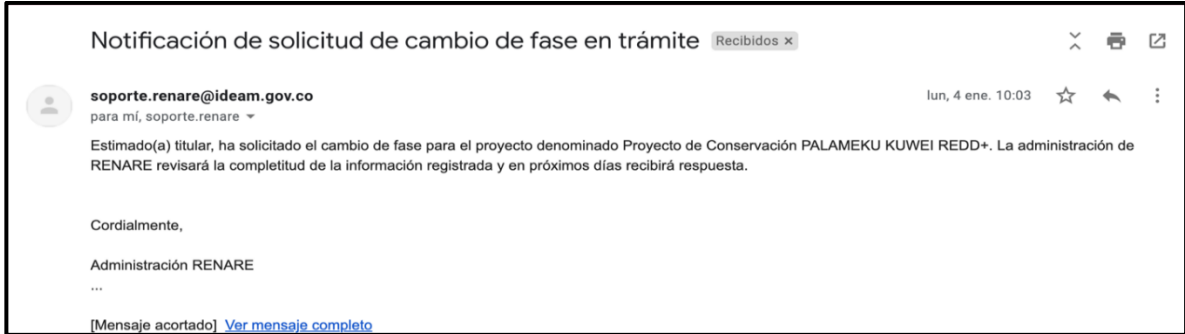 Notificación de solicitud de cambio de fase en trámite Recibidos x
soporte.renare@ideam.gov.co lun, 4 ene. 10:03
para mí, soporte.renare
Estimado(a) titular, ha solicitado el cambio de fase para el proyecto denominado Proyecto de Conservación PALAMEKU KUWEI REDD+. La administración de
RENARE revisará la completitud de la información registrada y en próximos días recibirá respuesta.
Cordialmente,
Administración RENARE
...
[Mensaje acortado] Ver mensaje completo